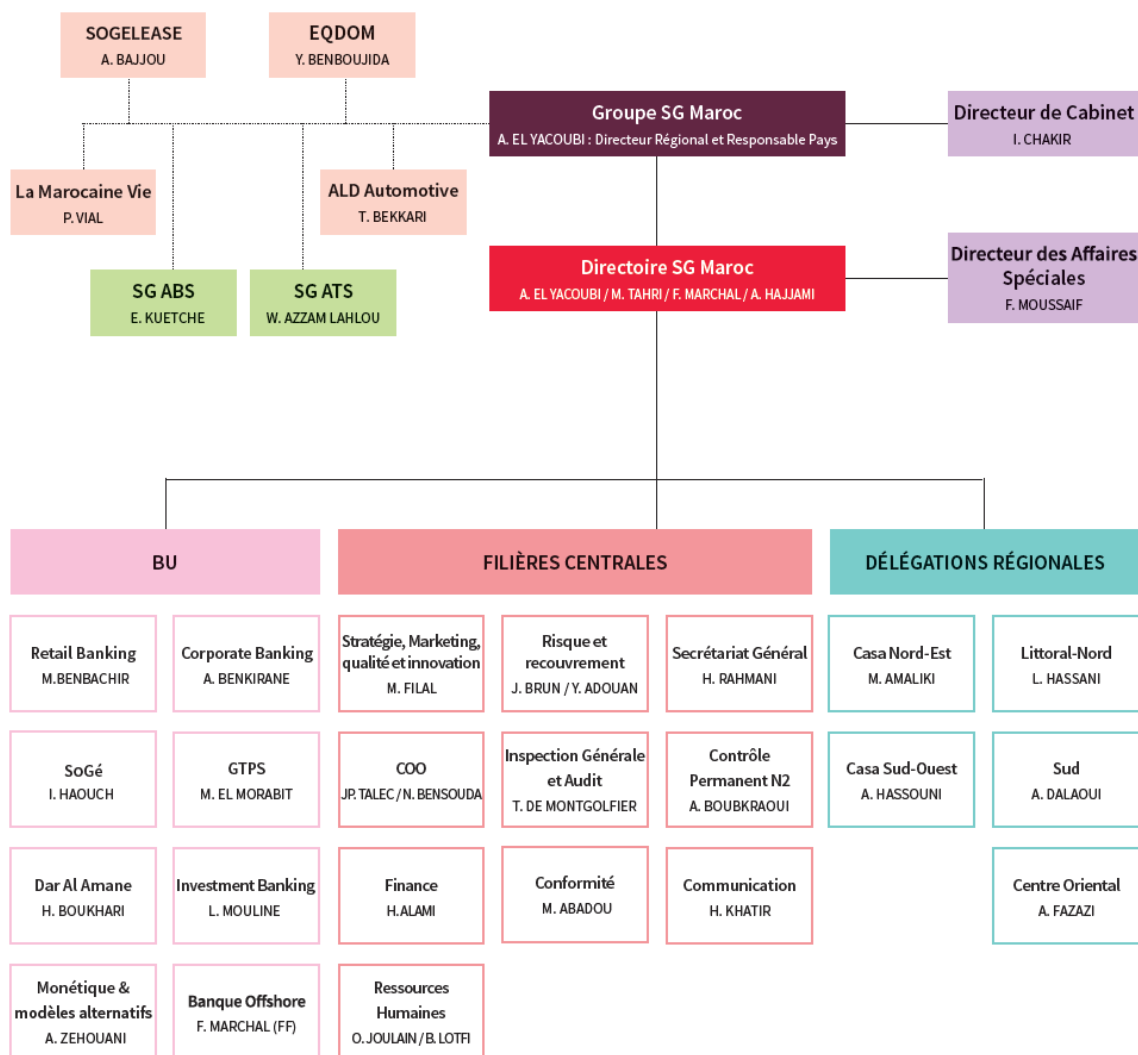 SOGELEASE
A. BAJJOU
EQDOM
Y. BENBOUJIDA
Groupe SG Maroc
A. EL YACOUBI : Directeur Régional et Responsable Pays
Directeur de Cabinet
I. CHAKIR
La Marocaine Vie
P. VIAL
ALD Automotive
T. BEKKARI
SG ABS
E. KUETCHE
SG ATS
W. AZZAM LAHLOU
Directoire SG Maroc
A. EL YACOUBI / M. TAHRI / F. MARCHAL / A. HAJJAMI
Directeur des Affaires
Spéciales
F. MOUSSAIF
BU
Retail Banking
M.BENBACHIR
Corporate Banking
A. BENKIRANE
SoGé
I. HAOUCH
GTPS
M. EL MORABIT
Dar Al Amane
H. BOUKHARI
Investment Banking
L. MOULINE
Monétique &
modèles alternatifs
A. ZEHOUANI
Banque Offshore
F. MARCHAL (FF)
FILIÈRES CENTRALES
Stratégie, Marketing,
qualité et innovation
M. FILAL
Risque et
recouvrement
J. BRUN / Y. ADOUAN
Secrétariat Général
H. RAHMANI
COO
JP. TALEC / N. BENSOUDA
Inspection Générale
et Audit
T. DE MONTGOLFIER
Contrôle
Permanent N2
A. BOUBKRAOUI
Finance
H.ALAMI
Conformité
M. ABADOU
Communication
H. KHATIR
Ressources
Humaines
O. JOULAIN / B. LOTFI
DÉLÉGATIONS RÉGIONALES
Casa Nord-Est
M. AMALIKI
Littoral-Nord
L. HASSANI
Casa Sud-Ouest
A. HASSOUNI
Sud
A. DALAOUI
Centre Oriental
A. FAZAZI